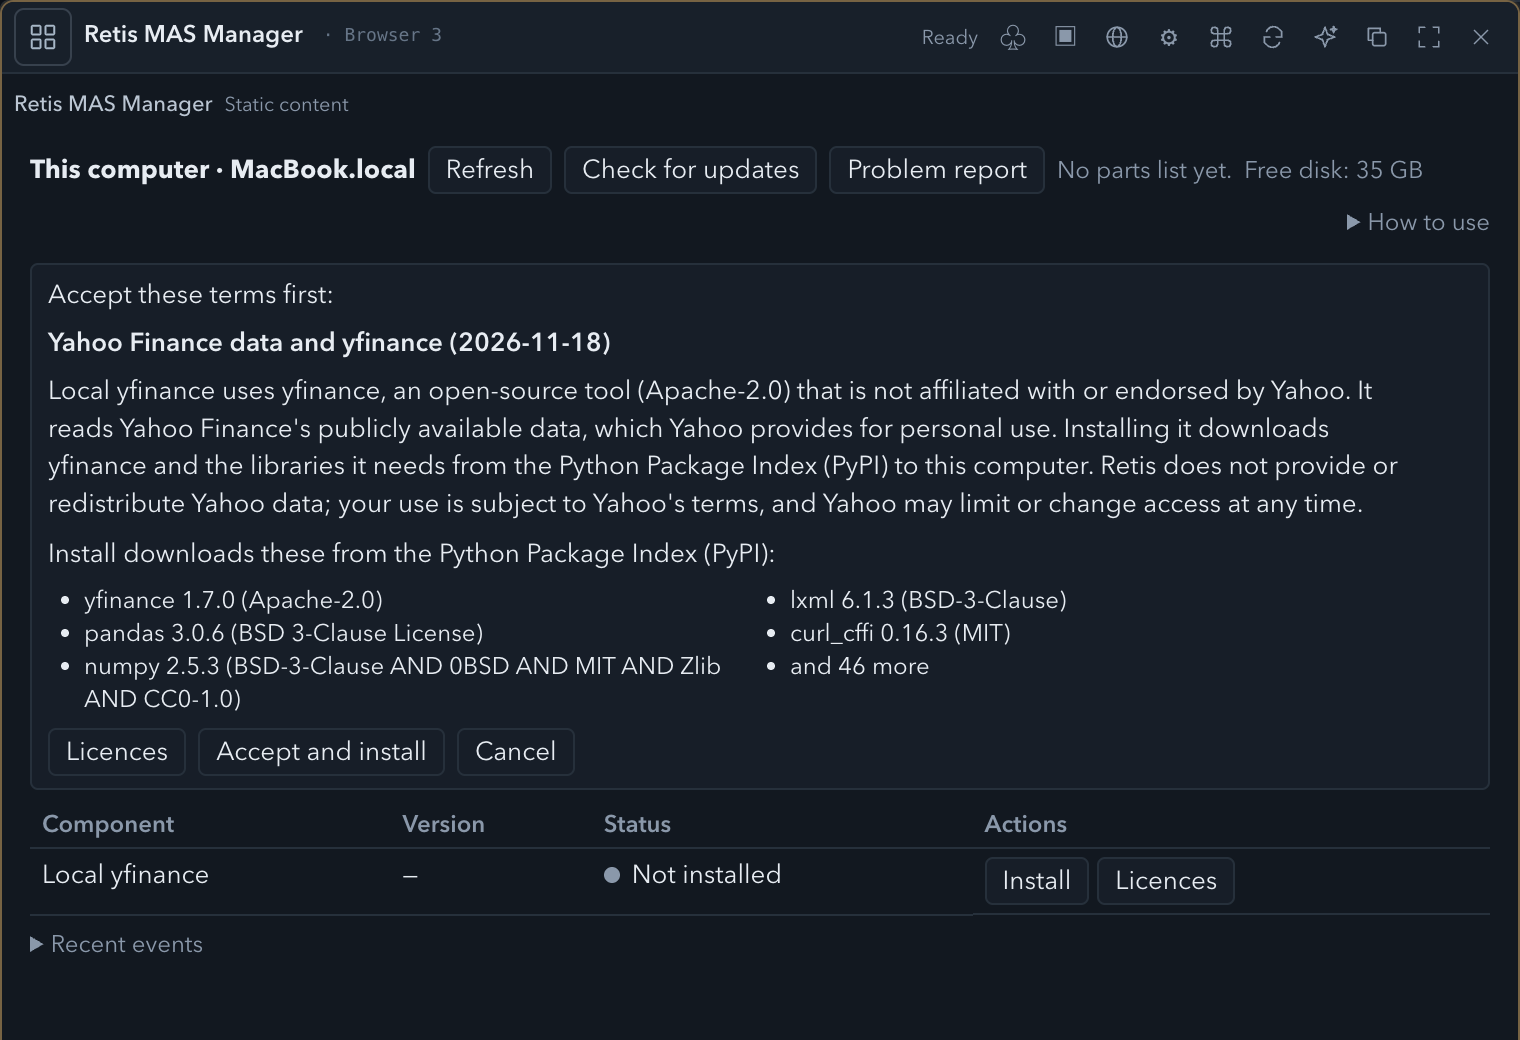 Retis MAS Manager · Browser 3 Ready
Retis MAS Manager Static content
This computer · MacBook.local Refresh Check for updates Problem report No parts list yet. Free disk: 35 GB
▶ How to use
Accept these terms first:
Yahoo Finance data and yfinance (2026-11-18)
Local yfinance uses yfinance, an open-source tool (Apache-2.0) that is not affiliated with or endorsed by Yahoo. It
reads Yahoo Finance's publicly available data, which Yahoo provides for personal use. Installing it downloads
yfinance and the libraries it needs from the Python Package Index (PyPI) to this computer. Retis does not provide or
redistribute Yahoo data; your use is subject to Yahoo's terms, and Yahoo may limit or change access at any time.
Install downloads these from the Python Package Index (PyPI):
• yfinance 1.7.0 (Apache-2.0)
• pandas 3.0.6 (BSD 3-Clause License)
• numpy 2.5.3 (BSD-3-Clause AND 0BSD AND MIT AND Zlib
AND CC0-1.0)
• lxml 6.1.3 (BSD-3-Clause)
• curl_cffi 0.16.3 (MIT)
• and 46 more
Licences Accept and install Cancel
Component Version Status Actions
Local yfinance – Not installed Install Licences
▶ Recent events